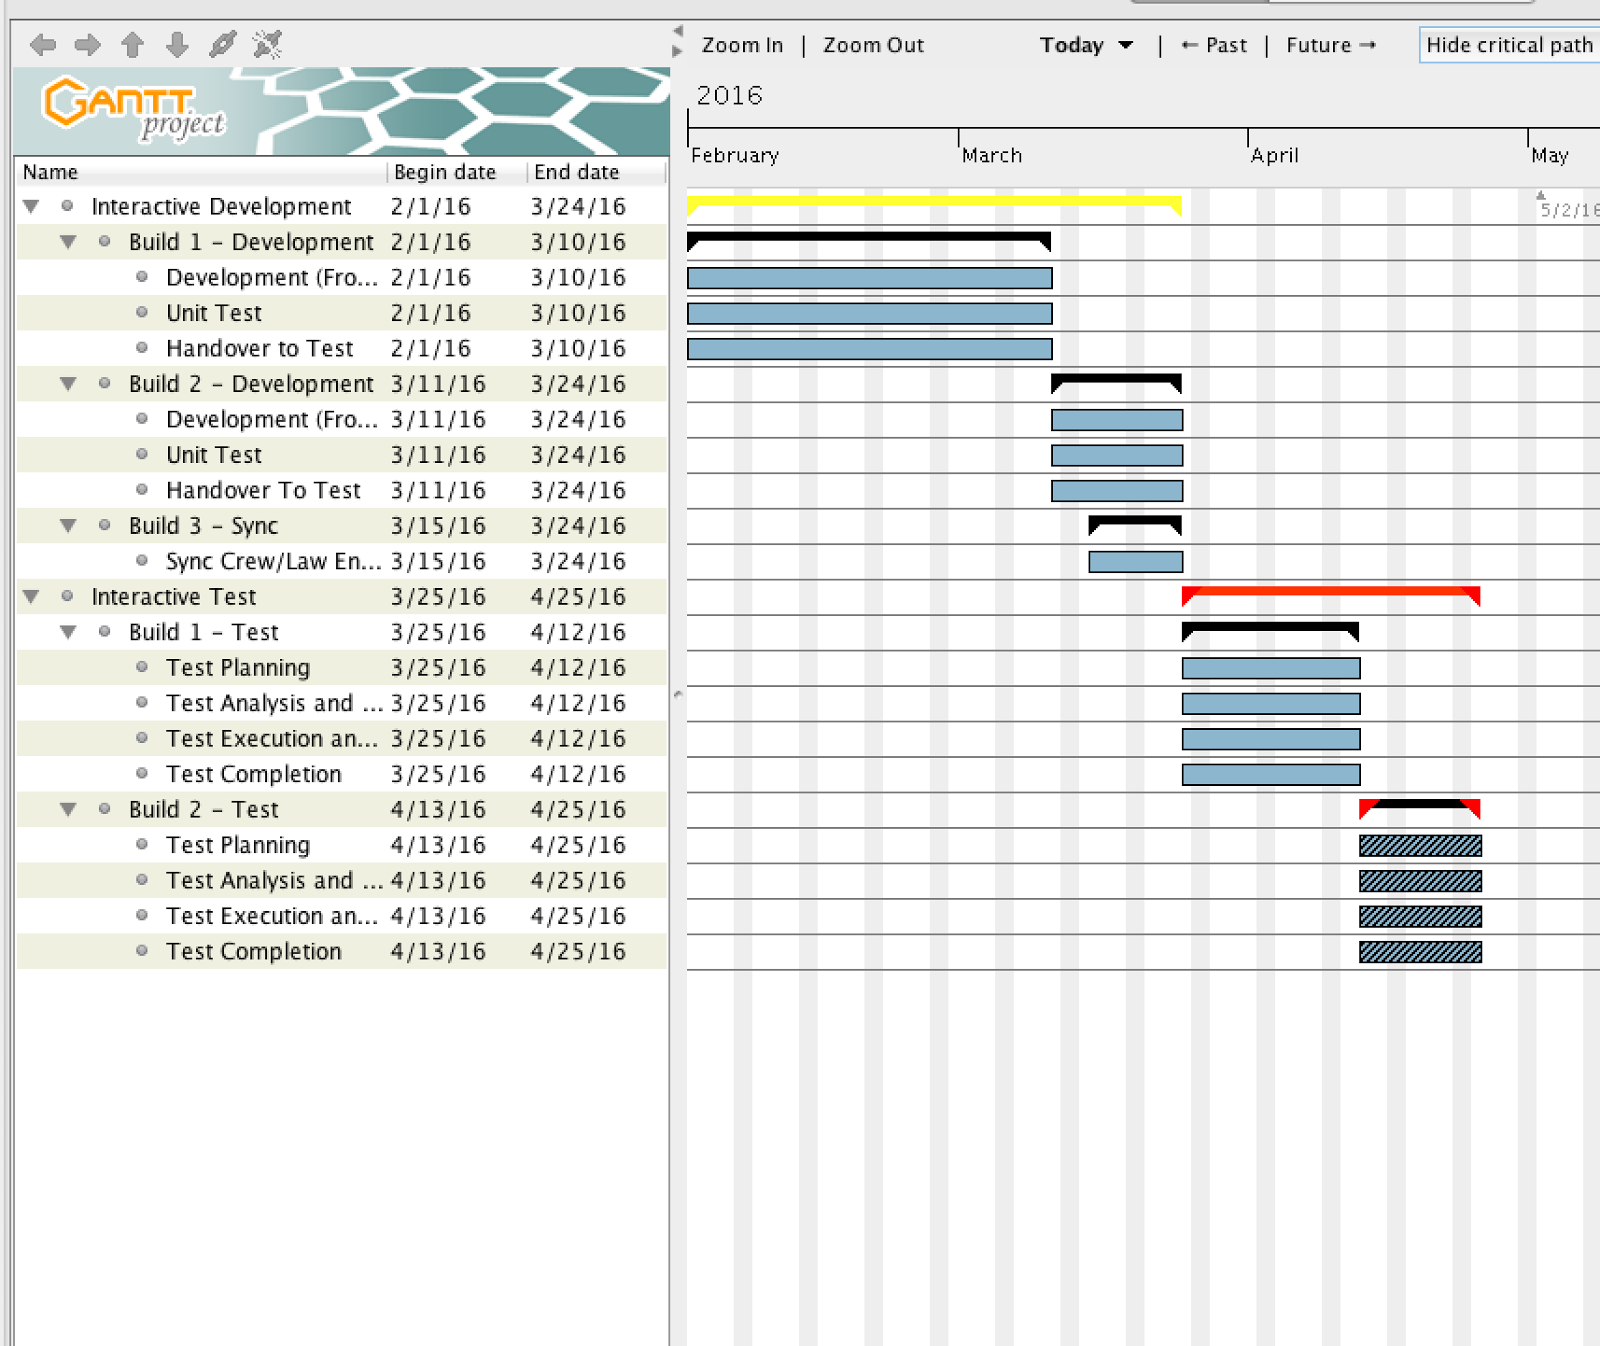 Zoom In | Zoom Out Today | ← Past | Future → Hide critical path
GANTT
project
2016
February March April May
Name Begin date End date
5/2/16
Interactive Development 2/1/16 3/24/16
Build 1 – Development 2/1/16 3/10/16
Development (Fro... 2/1/16 3/10/16
Unit Test 2/1/16 3/10/16
Handover to Test 2/1/16 3/10/16
Build 2 – Development 3/11/16 3/24/16
Development (Fro... 3/11/16 3/24/16
Unit Test 3/11/16 3/24/16
Handover To Test 3/11/16 3/24/16
Build 3 – Sync 3/15/16 3/24/16
Sync Crew/Law En... 3/15/16 3/24/16
Interactive Test 3/25/16 4/25/16
Build 1 – Test 3/25/16 4/12/16
Test Planning 3/25/16 4/12/16
Test Analysis and ... 3/25/16 4/12/16
Test Execution an... 3/25/16 4/12/16
Test Completion 3/25/16 4/12/16
Build 2 – Test 4/13/16 4/25/16
Test Planning 4/13/16 4/25/16
Test Analysis and ... 4/13/16 4/25/16
Test Execution an... 4/13/16 4/25/16
Test Completion 4/13/16 4/25/16